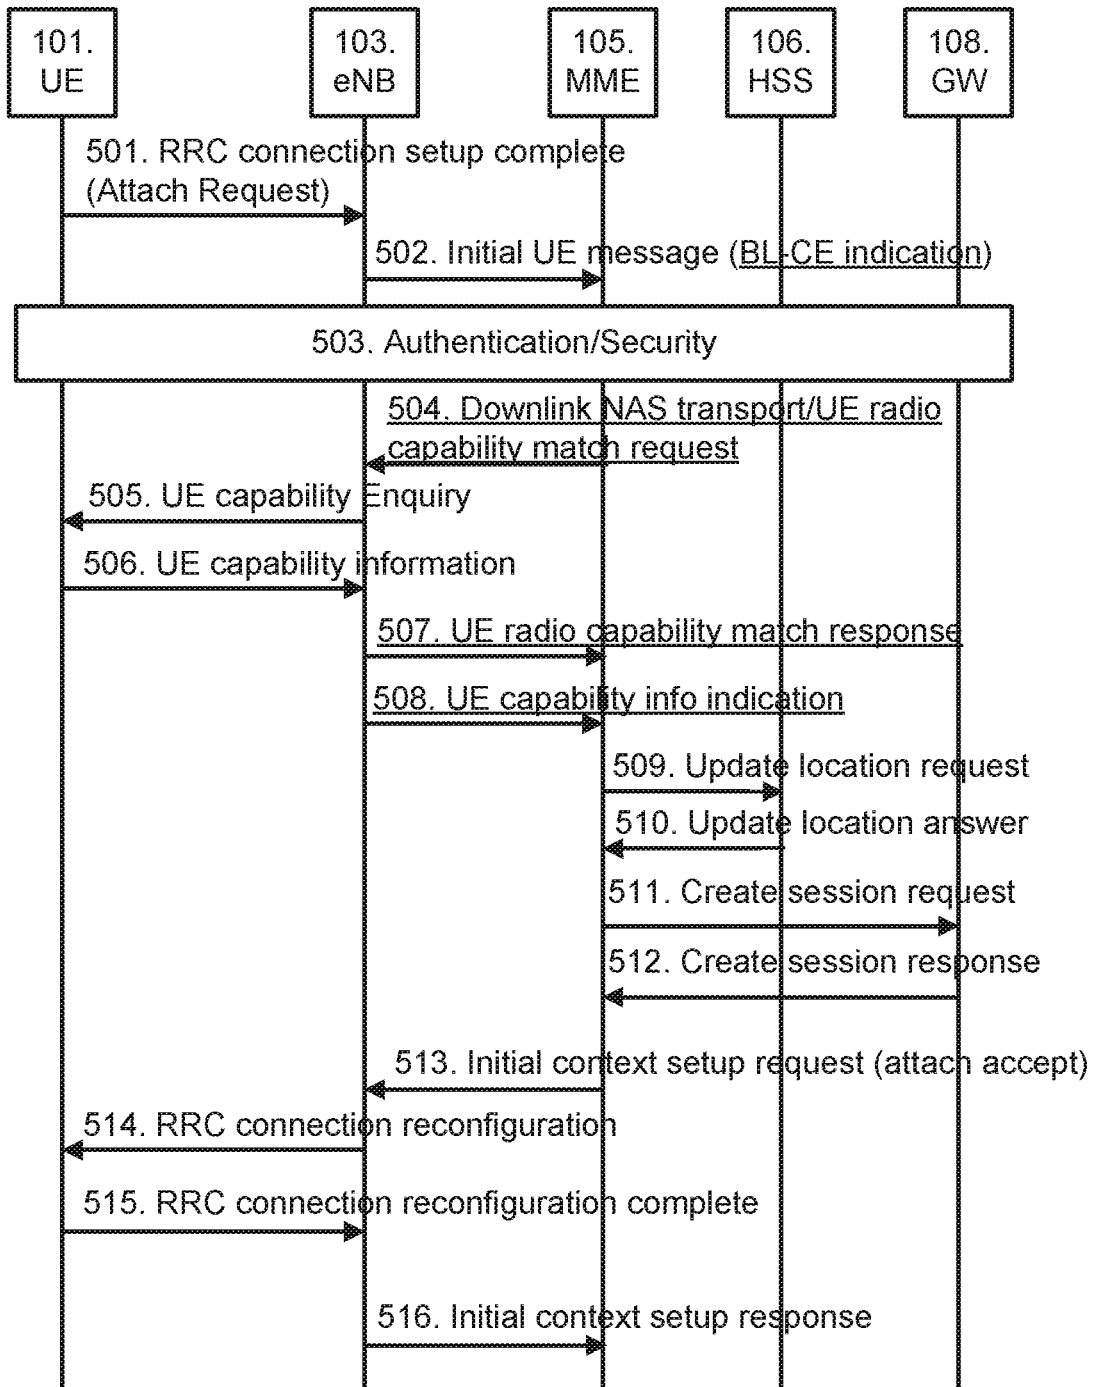 101.
UE
103.
eNB
105.
MME
106.
HSS
108.
GW
501. RRC connection setup complete
(Attach Request)
502. Initial UE message (BL-CE indication)
503. Authentication/Security
504. Downlink NAS transport/UE radio
capability match request
505. UE capability Enquiry
506. UE capability information
507. UE radio capability match response
508. UE capability info indication
509. Update location request
510. Update location answer
511. Create session request
512. Create session response
513. Initial context setup request (attach accept)
514. RRC connection reconfiguration
515. RRC connection reconfiguration complete
516. Initial context setup response